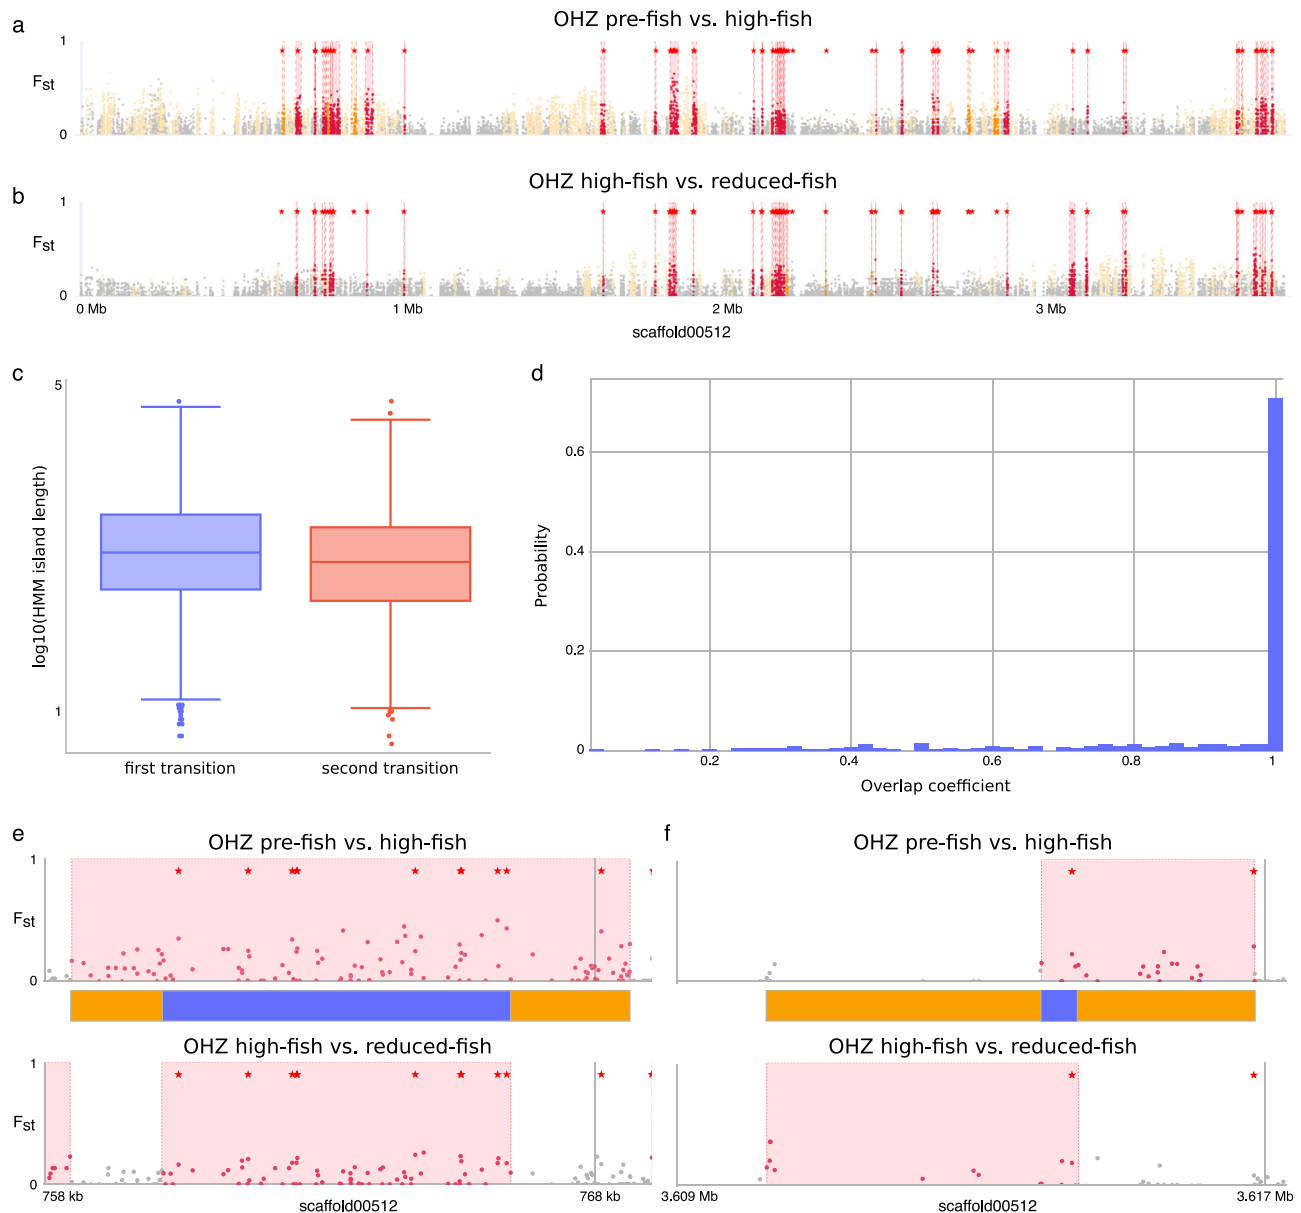 a
OHZ pre-fish vs. high-fish
1
Fst
0
b
OHZ high-fish vs. reduced-fish
1
Fst
0
0 Mb 1 Mb 2 Mb 3 Mb
scaffold00512
c
5
log10(HMM island length)
1
first transition second transition
d
0.6
0.4
0.2
0
Probability
0.2 0.4 0.6 0.8 1
Overlap coefficient
e
OHZ pre-fish vs. high-fish
1
Fst
0
OHZ high-fish vs. reduced-fish
1
Fst
0
758 kb 768 kb
scaffold00512
f
OHZ pre-fish vs. high-fish
OHZ high-fish vs. reduced-fish
3.609 Mb 3.617 Mb
scaffold00512